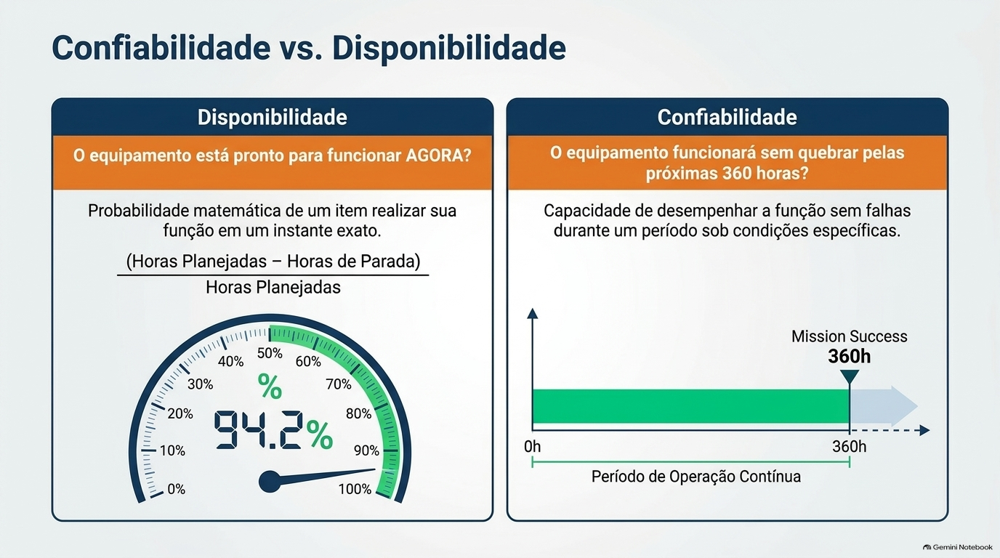 Confiabilidade vs. Disponibilidade
Disponibilidade
O equipamento está pronto para funcionar AGORA?
Probabilidade matemática de um item realizar sua
função em um instante exato.
(Horas Planejadas – Horas de Parada)
Horas Planejadas
0%
10%
20%
30%
40%
50%
60%
70%
80%
90%
100%
%
94.2%
Confiabilidade
O equipamento funcionará sem quebrar pelas
próximas 360 horas?
Capacidade de desempenhar a função sem falhas
durante um período sob condições específicas.
Mission Success
360h
0h
360h
Período de Operação Contínua
Gemini Notebook